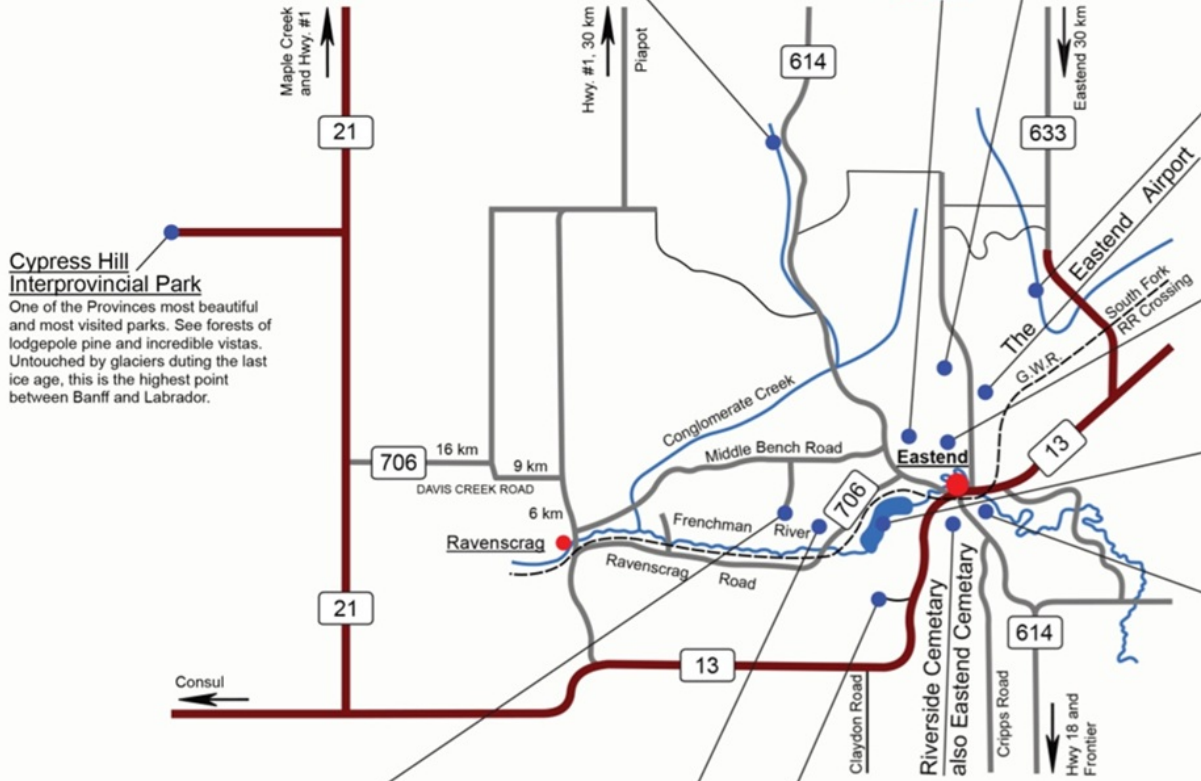 Maple Creek
and Hwy. #1
Hwy. #1, 30 km
Piapot
614
Eastend 30 km
21
633
Cypress Hill
Interprovincial Park
One of the Provinces most beautiful
and most visited parks. See forests of
lodgepole pine and incredible vistas.
Untouched by glaciers duting the last
ice age, this is the highest point
between Banff and Labrador.
The Eastend Airport
South Fork
RR Crossing
G.W.R.
Conglomerate Creek
Middle Bench Road
706
16 km
9 km
DAVIS CREEK ROAD
6 km
Eastend
13
706
Frenchman River
Ravenscrag
Ravenscrag Road
21
13
614
Consul
Claydon Road
Riverside Cemetary
also Eastend Cemetary
Cripps Road
Hwy 18 and
Frontier